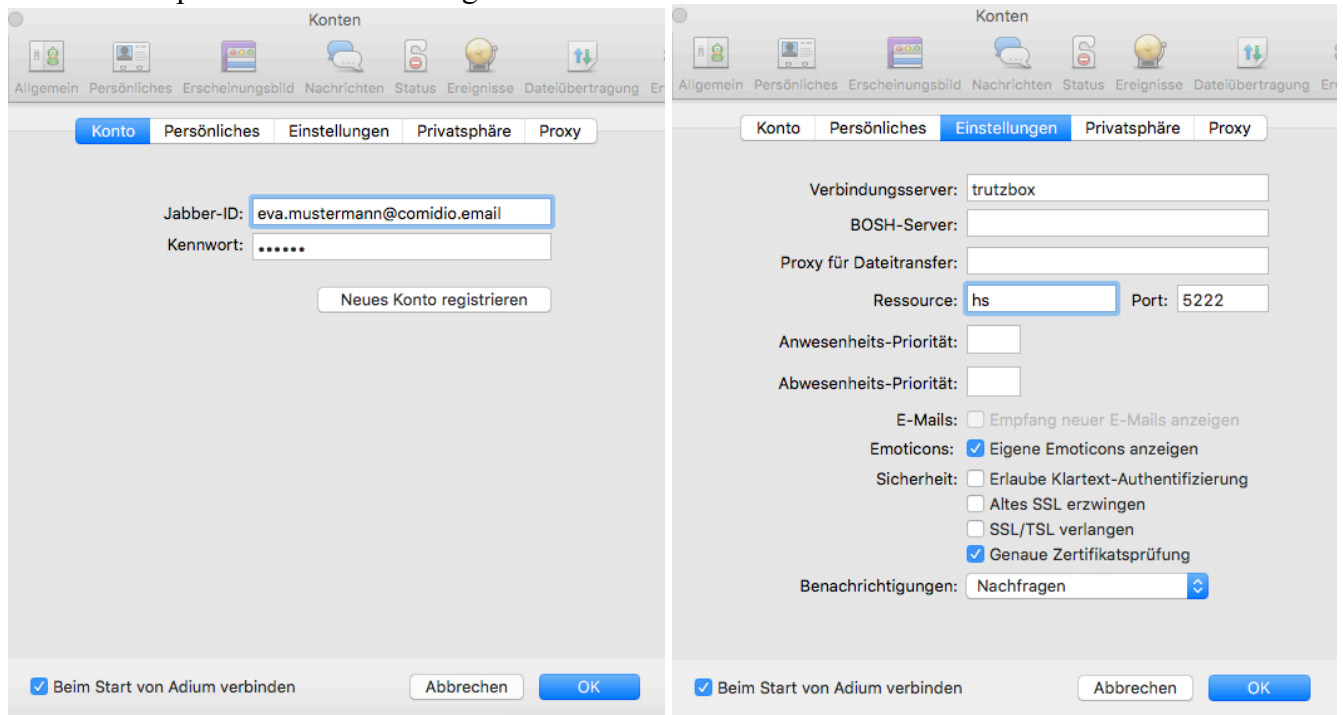 Konten
Allgemein Persönliches Erscheinungsbild Nachrichten Status Ereignisse Dateiübertragung
Konto Persönliches Einstellungen Privatsphäre Proxy
Jabber-ID: eva.mustermann@comidio.email
Kennwort: ••••••
Neues Konto registrieren
Beim Start von Adium verbinden
Abbrechen OK
Konten
Allgemein Persönliches Erscheinungsbild Nachrichten Status Ereignisse Dateiübertragung
Konto Persönliches Einstellungen Privatsphäre Proxy
Verbindungsserver: trutzbox
BOSH-Server:
Proxy für Dateitransfer:
Ressource: hs Port: 5222
Anwesenheits-Priorität:
Abwesenheits-Priorität:
E-Mails: Empfang neuer E-Mails anzeigen
Emoticons: Eigene Emoticons anzeigen
Sicherheit: Erlaube Klartext-Authentifizierung
Altes SSL erzwingen
SSL/TSL verlangen
Genaue Zertifikatsprüfung
Benachrichtigungen: Nachfragen
Beim Start von Adium verbinden
Abbrechen OK